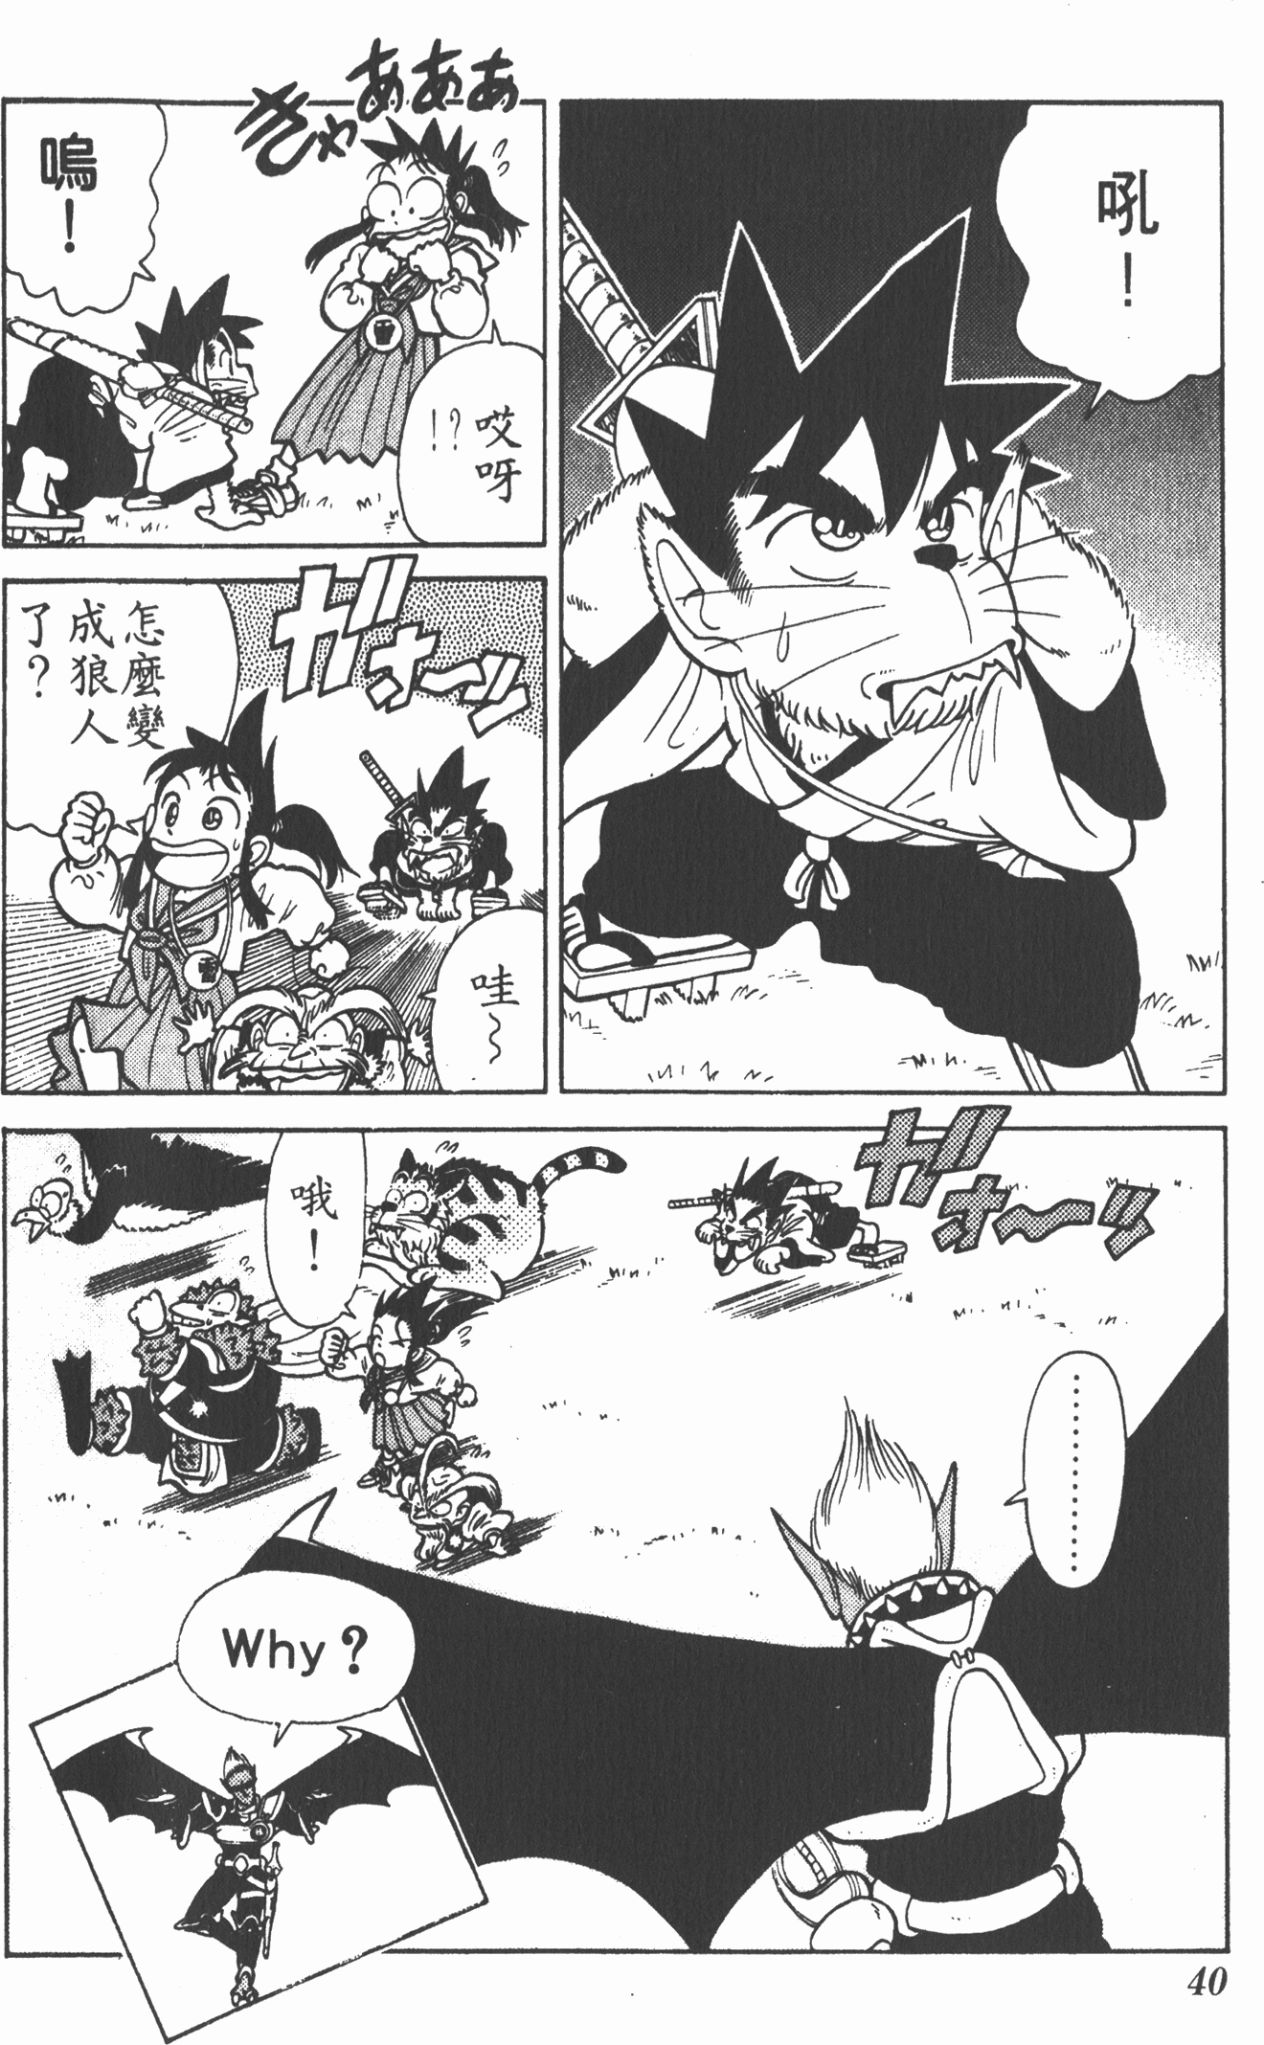 吼！
きゃあああ
嗚！
哎呀
！？
ガオーッ
怎麼變
成狼人
了？
哇～
ガオ～ッ
哦！
…………
Why？
40